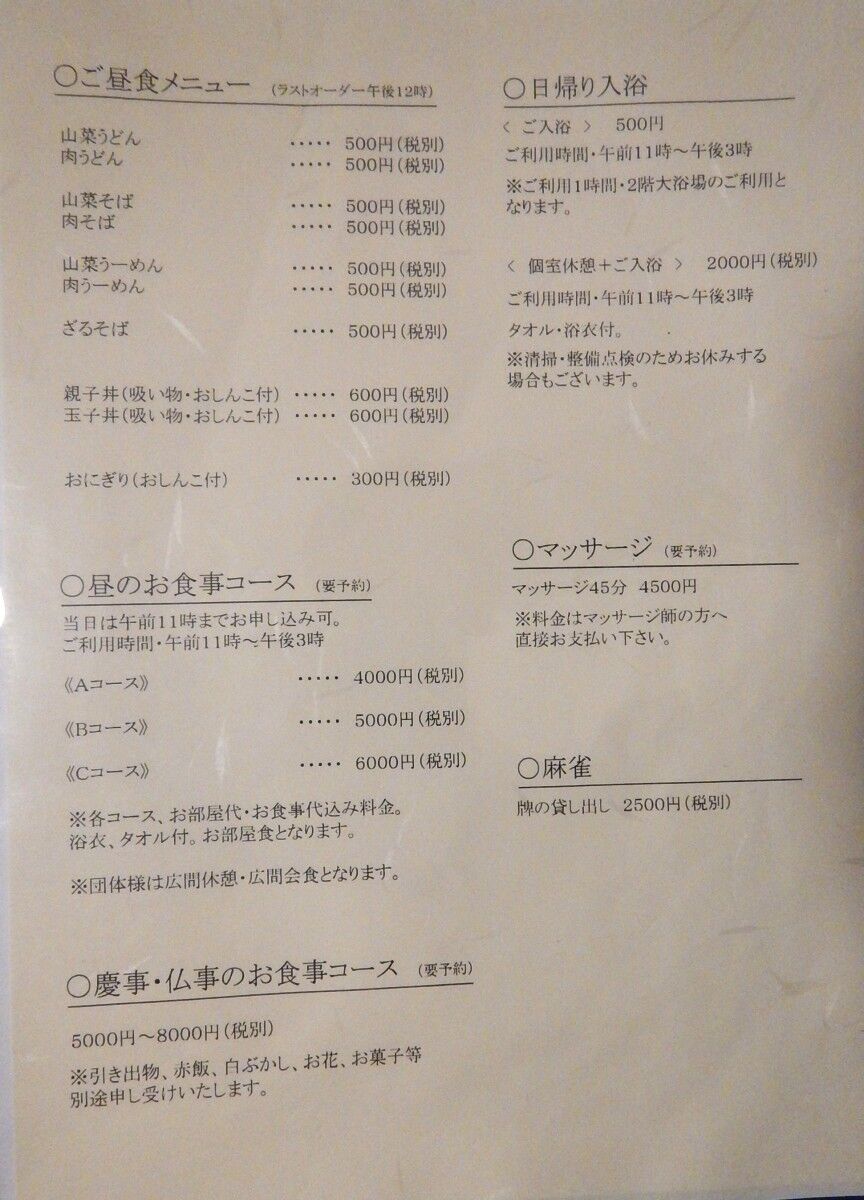 ○ご昼食メニュー (ラストオーダー午後12時)
山菜うどん ・・・・・ 500円(税別)
肉うどん ・・・・・ 500円(税別)
山菜そば ・・・・・ 500円(税別)
肉そば ・・・・・ 500円(税別)
山菜うーめん ・・・・・ 500円(税別)
肉うーめん ・・・・・ 500円(税別)
ざるそば ・・・・・ 500円(税別)
親子丼(吸い物・おしんこ付) ・・・・・ 600円(税別)
玉子丼(吸い物・おしんこ付) ・・・・・ 600円(税別)
おにぎり(おしんこ付) ・・・・・ 300円(税別)
○昼のお食事コース (要予約)
当日は午前11時までお申し込み可。
ご利用時間・午前11時～午後3時
《Aコース》 ・・・・・ 4000円(税別)
《Bコース》 ・・・・・ 5000円(税別)
《Cコース》 ・・・・・ 6000円(税別)
※各コース、お部屋代・お食事代込み料金。
浴衣、タオル付。お部屋食となります。
※団体様は広間休憩・広間会食となります。
○慶事・仏事のお食事コース (要予約)
5000円～8000円(税別)
※引き出物、赤飯、白ぶかし、お花、お菓子等
別途申し受けいたします。
○日帰り入浴
< ご入浴 > 500円
ご利用時間・午前11時～午後3時
※ご利用1時間・2階大浴場のご利用と
なります。
< 個室休憩+ご入浴 > 2000円(税別)
ご利用時間・午前11時～午後3時
タオル・浴衣付。
※清掃・整備点検のためお休みする
場合もございます。
○マッサージ (要予約)
マッサージ45分 4500円
※料金はマッサージ師の方へ
直接お支払い下さい。
○麻雀
牌の貸し出し 2500円(税別)